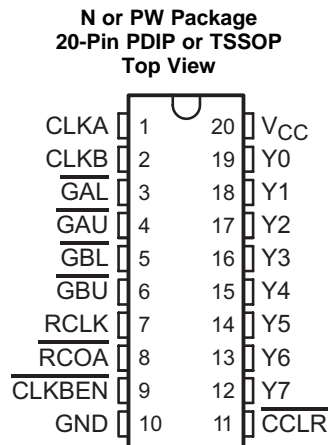 N or PW Package
20-Pin PDIP or TSSOP
Top View
CLKA 1 20 VCC
CLKB 2 19 Y0
GAL 3 18 Y1
GAU 4 17 Y2
GBL 5 16 Y3
GBU 6 15 Y4
RCLK 7 14 Y5
RCOA 8 13 Y6
CLKBEN 9 12 Y7
GND 10 11 CCLR